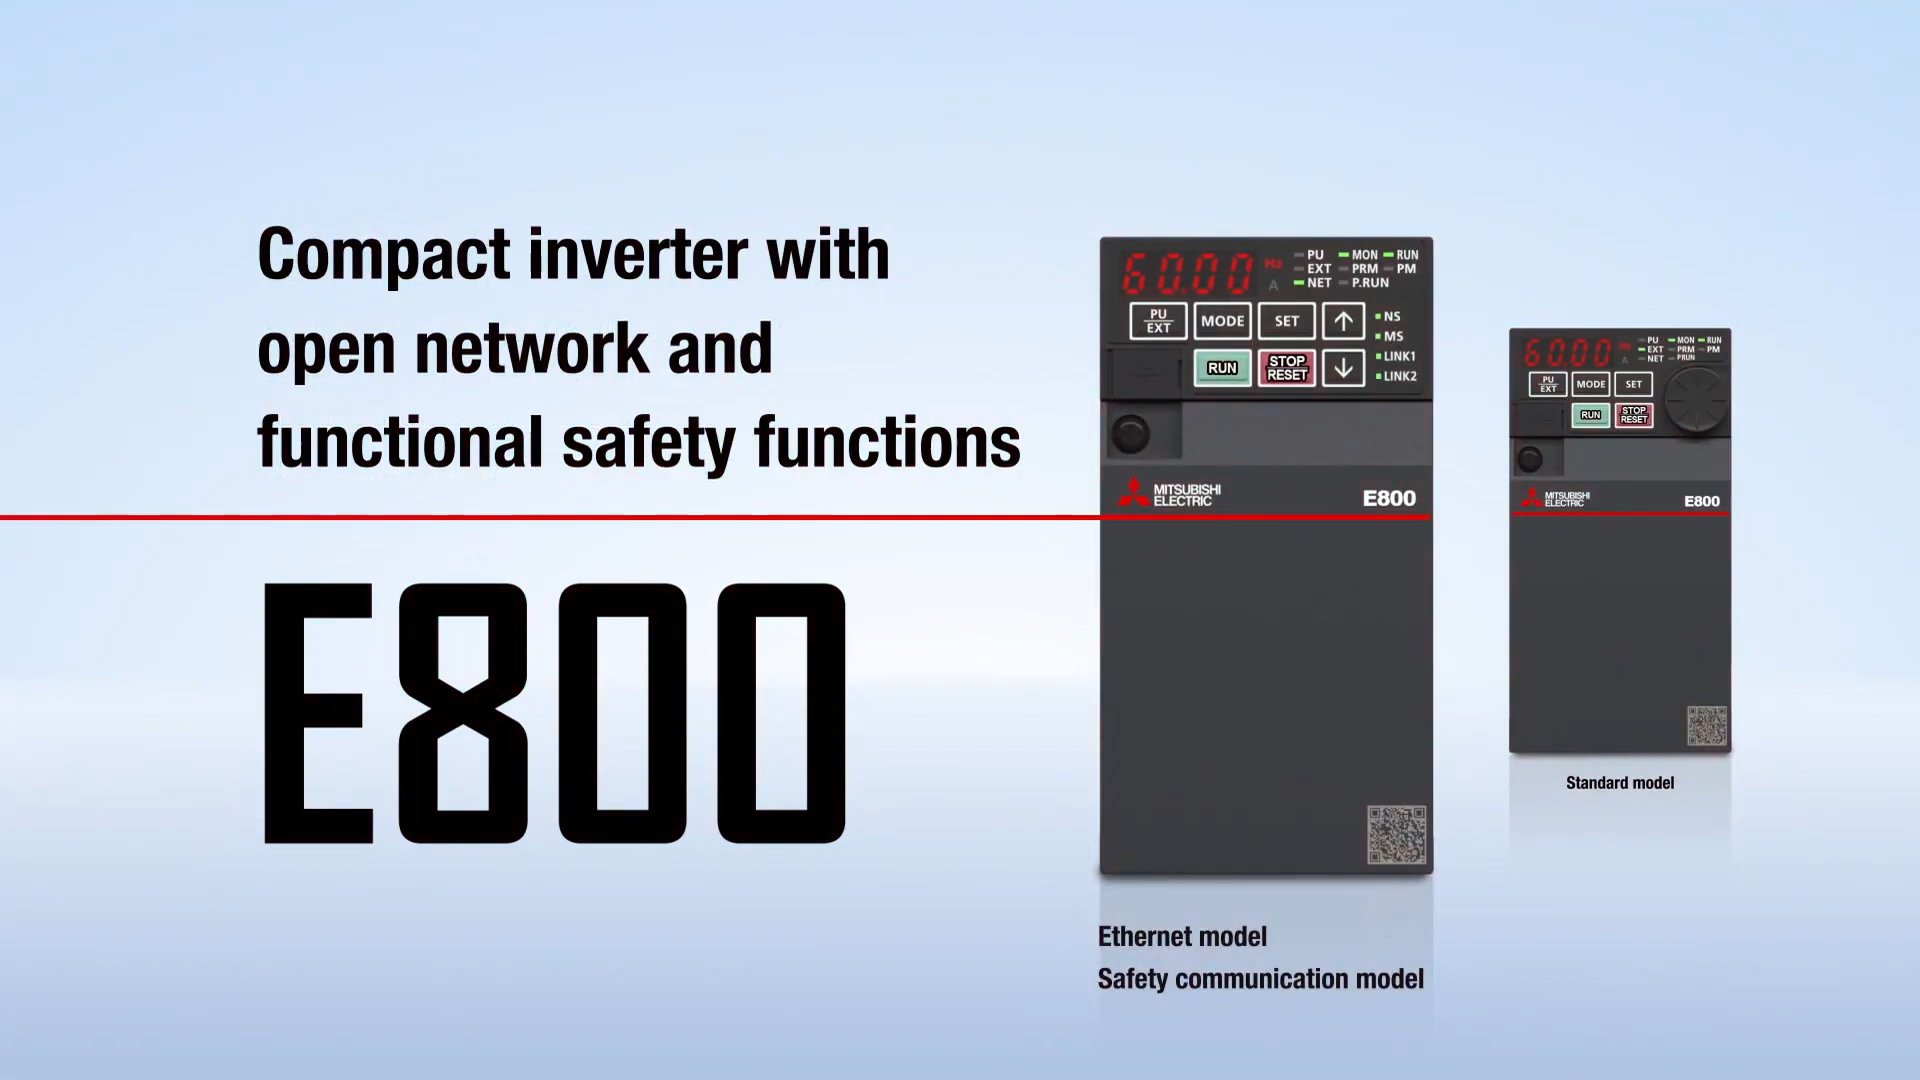 Compact inverter with
open network and
functional safety functions
E800
60.00 Hz
A
PU MON RUN
EXT PRM PM
NET P.RUN
PU
EXT
MODE
SET
↑
NS
MS
LINK1
LINK2
RUN
STOP
RESET
↓
MITSUBISHI
ELECTRIC
E800
Ethernet model
Safety communication model
60.00 Hz
A
PU MON RUN
EXT PRM PM
NET P.RUN
PU
EXT
MODE
SET
RUN
STOP
RESET
MITSUBISHI
ELECTRIC
E800
Standard model